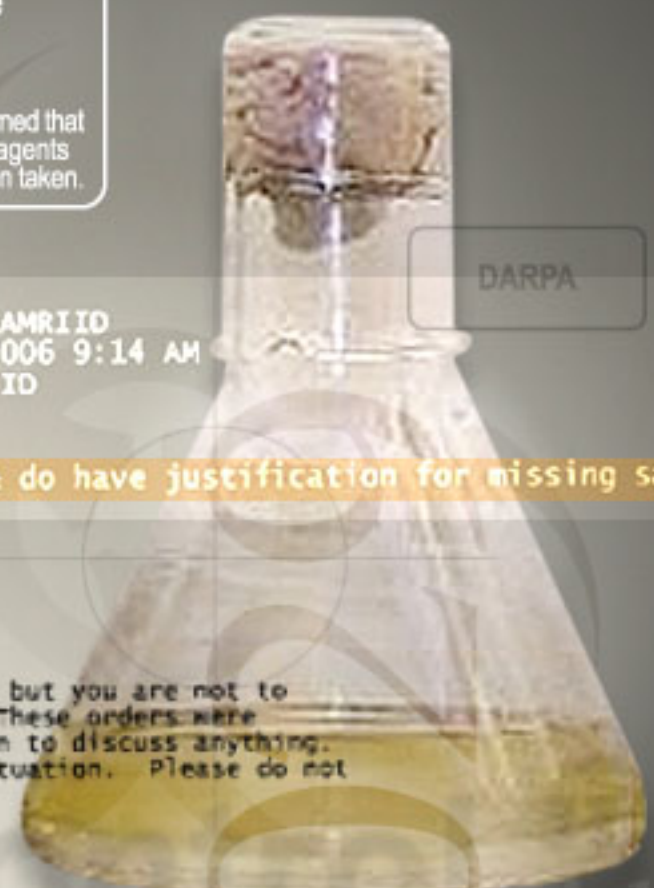 ned that
agents
n taken.
DARPA
AMRIID
006 9:14 AM
ID
do have justification for missing sa
but you are not to
These orders were
n to discuss anything.
tuation. Please do not